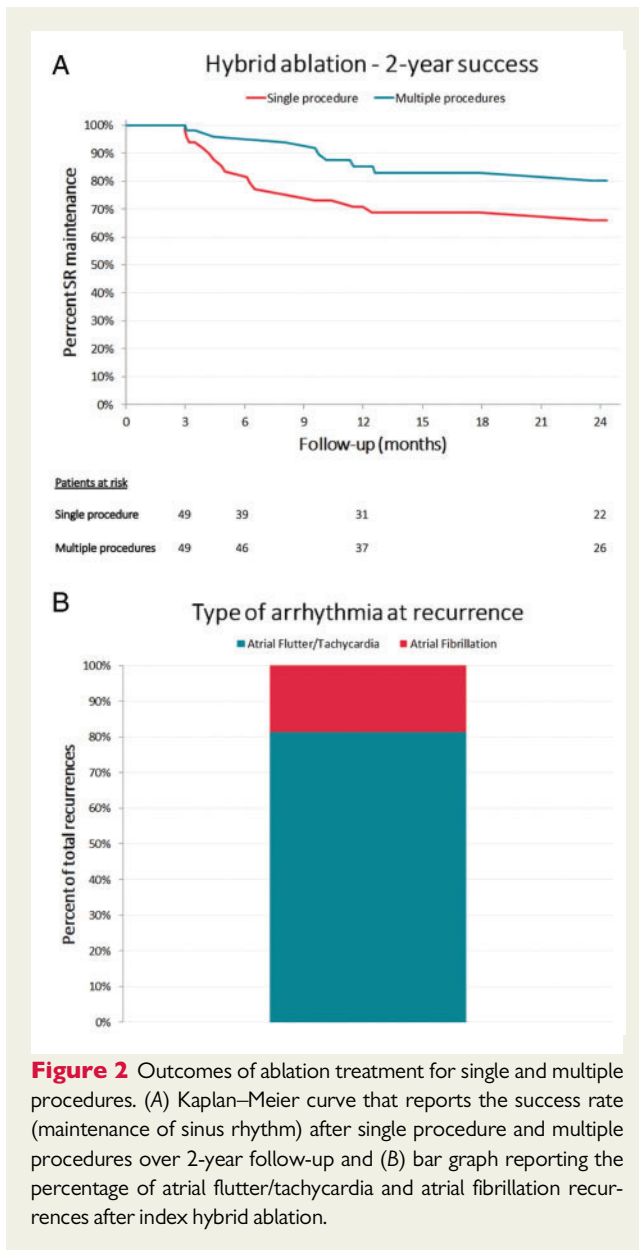 A
Hybrid ablation - 2-year success
Single procedure Multiple procedures
100%
90%
80%
70%
60%
50%
40%
30%
20%
10%
0%
Perrcent SR maintenance
0 3 6 9 12 15 18 21 24
Follow-up (months)
Patients at risk
Single procedure 49 39 31 22
Multiple procedures 49 46 37 26
B
Type of arrhythmia at recurrence
Atrial Flutter/Tachycardia Atrial Fibrillation
100%
90%
80%
70%
60%
50%
40%
30%
20%
10%
0%
Percent of total recurrences
Figure 2 Outcomes of ablation treatment for single and multiple
procedures. (A) Kaplan–Meier curve that reports the success rate
(maintenance of sinus rhythm) after single procedure and multiple
procedures over 2-year follow-up and (B) bar graph reporting the
percentage of atrial flutter/tachycardia and atrial fibrillation recur-
rences after index hybrid ablation.